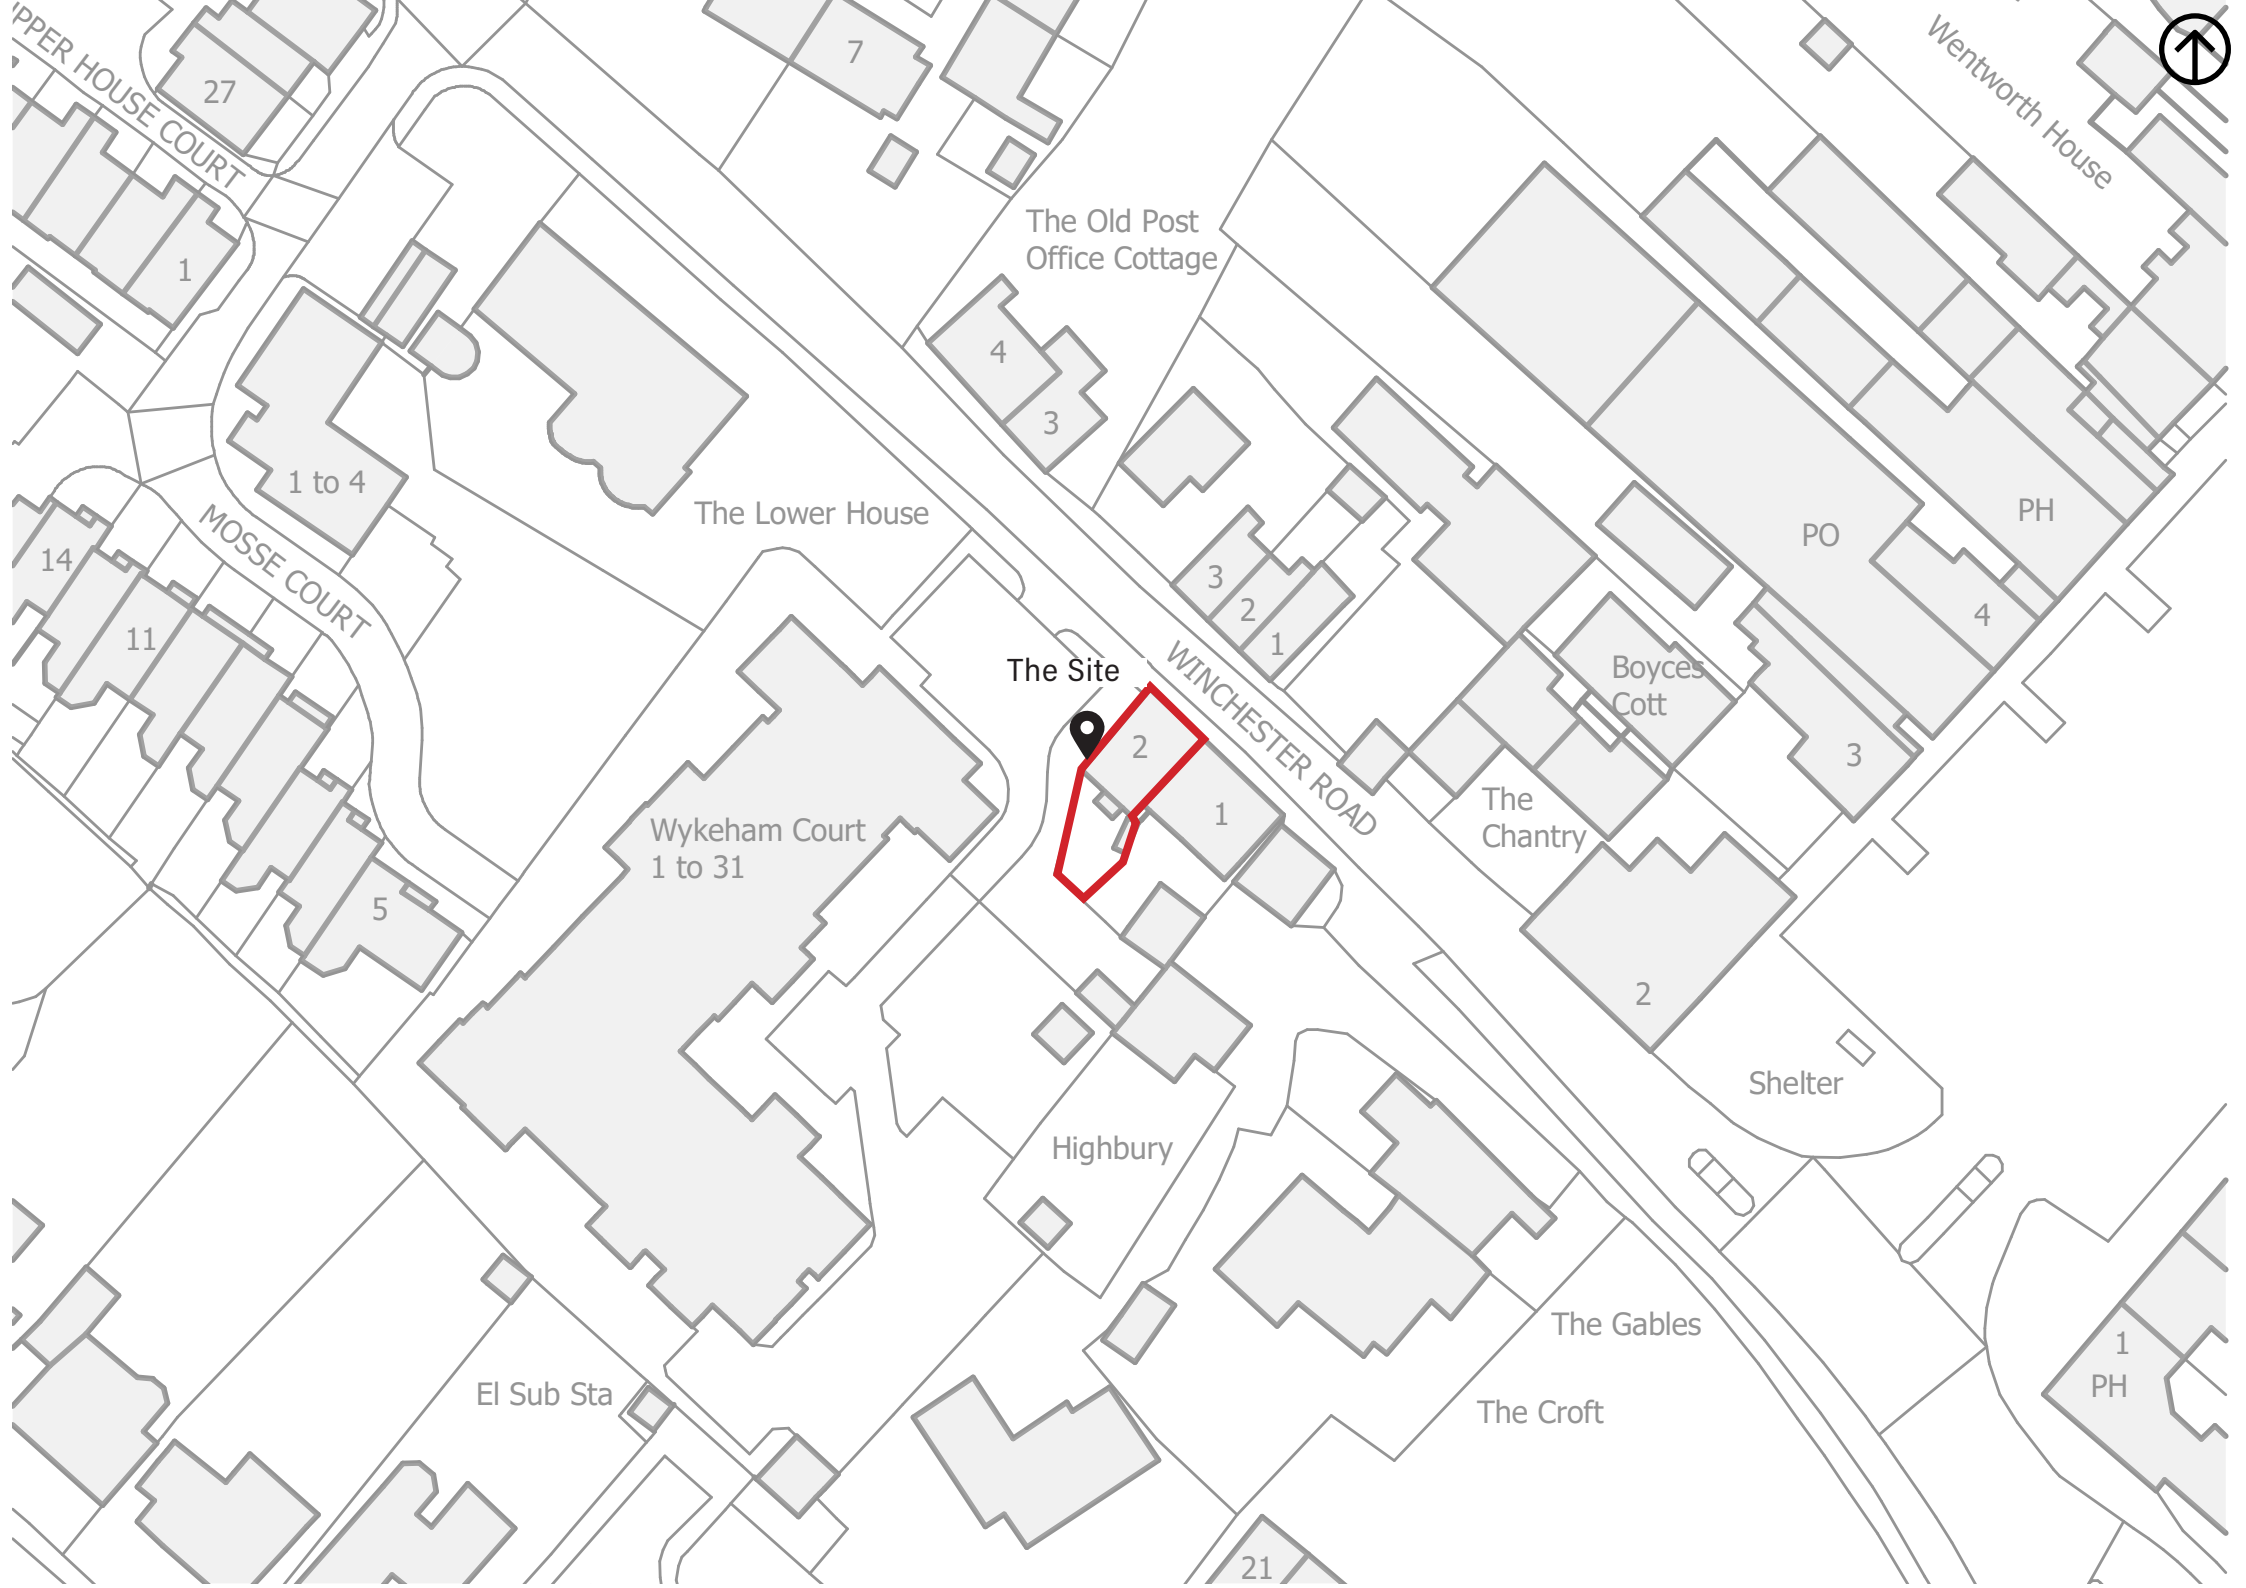 UPPER HOUSE COURT
27
7
Wentworth House
1
The Old Post
Office Cottage
4
3
1 to 4
MOSSE COURT
The Lower House
14
11
5
3
2
1
PO
PH
4
Boyces
Cott
3
The Site
WINCHESTER ROAD
2
1
The
Chantry
Wykeham Court
1 to 31
2
Shelter
Highbury
The Gables
The Croft
El Sub Sta
1
PH
21